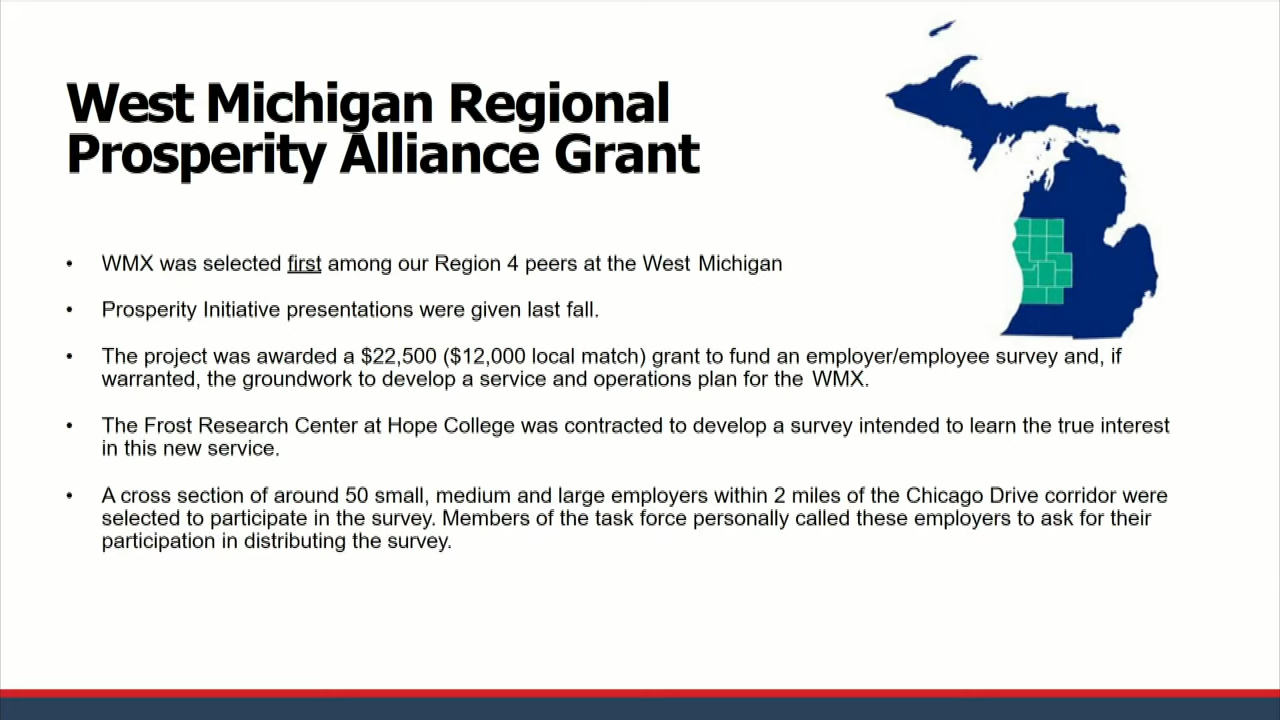 West Michigan Regional
Prosperity Alliance Grant
• WMX was selected first among our Region 4 peers at the West Michigan
• Prosperity Initiative presentations were given last fall.
• The project was awarded a $22,500 ($12,000 local match) grant to fund an employer/employee survey and, if
warranted, the groundwork to develop a service and operations plan for the WMX.
• The Frost Research Center at Hope College was contracted to develop a survey intended to learn the true interest
in this new service.
• A cross section of around 50 small, medium and large employers within 2 miles of the Chicago Drive corridor were
selected to participate in the survey. Members of the task force personally called these employers to ask for their
participation in distributing the survey.